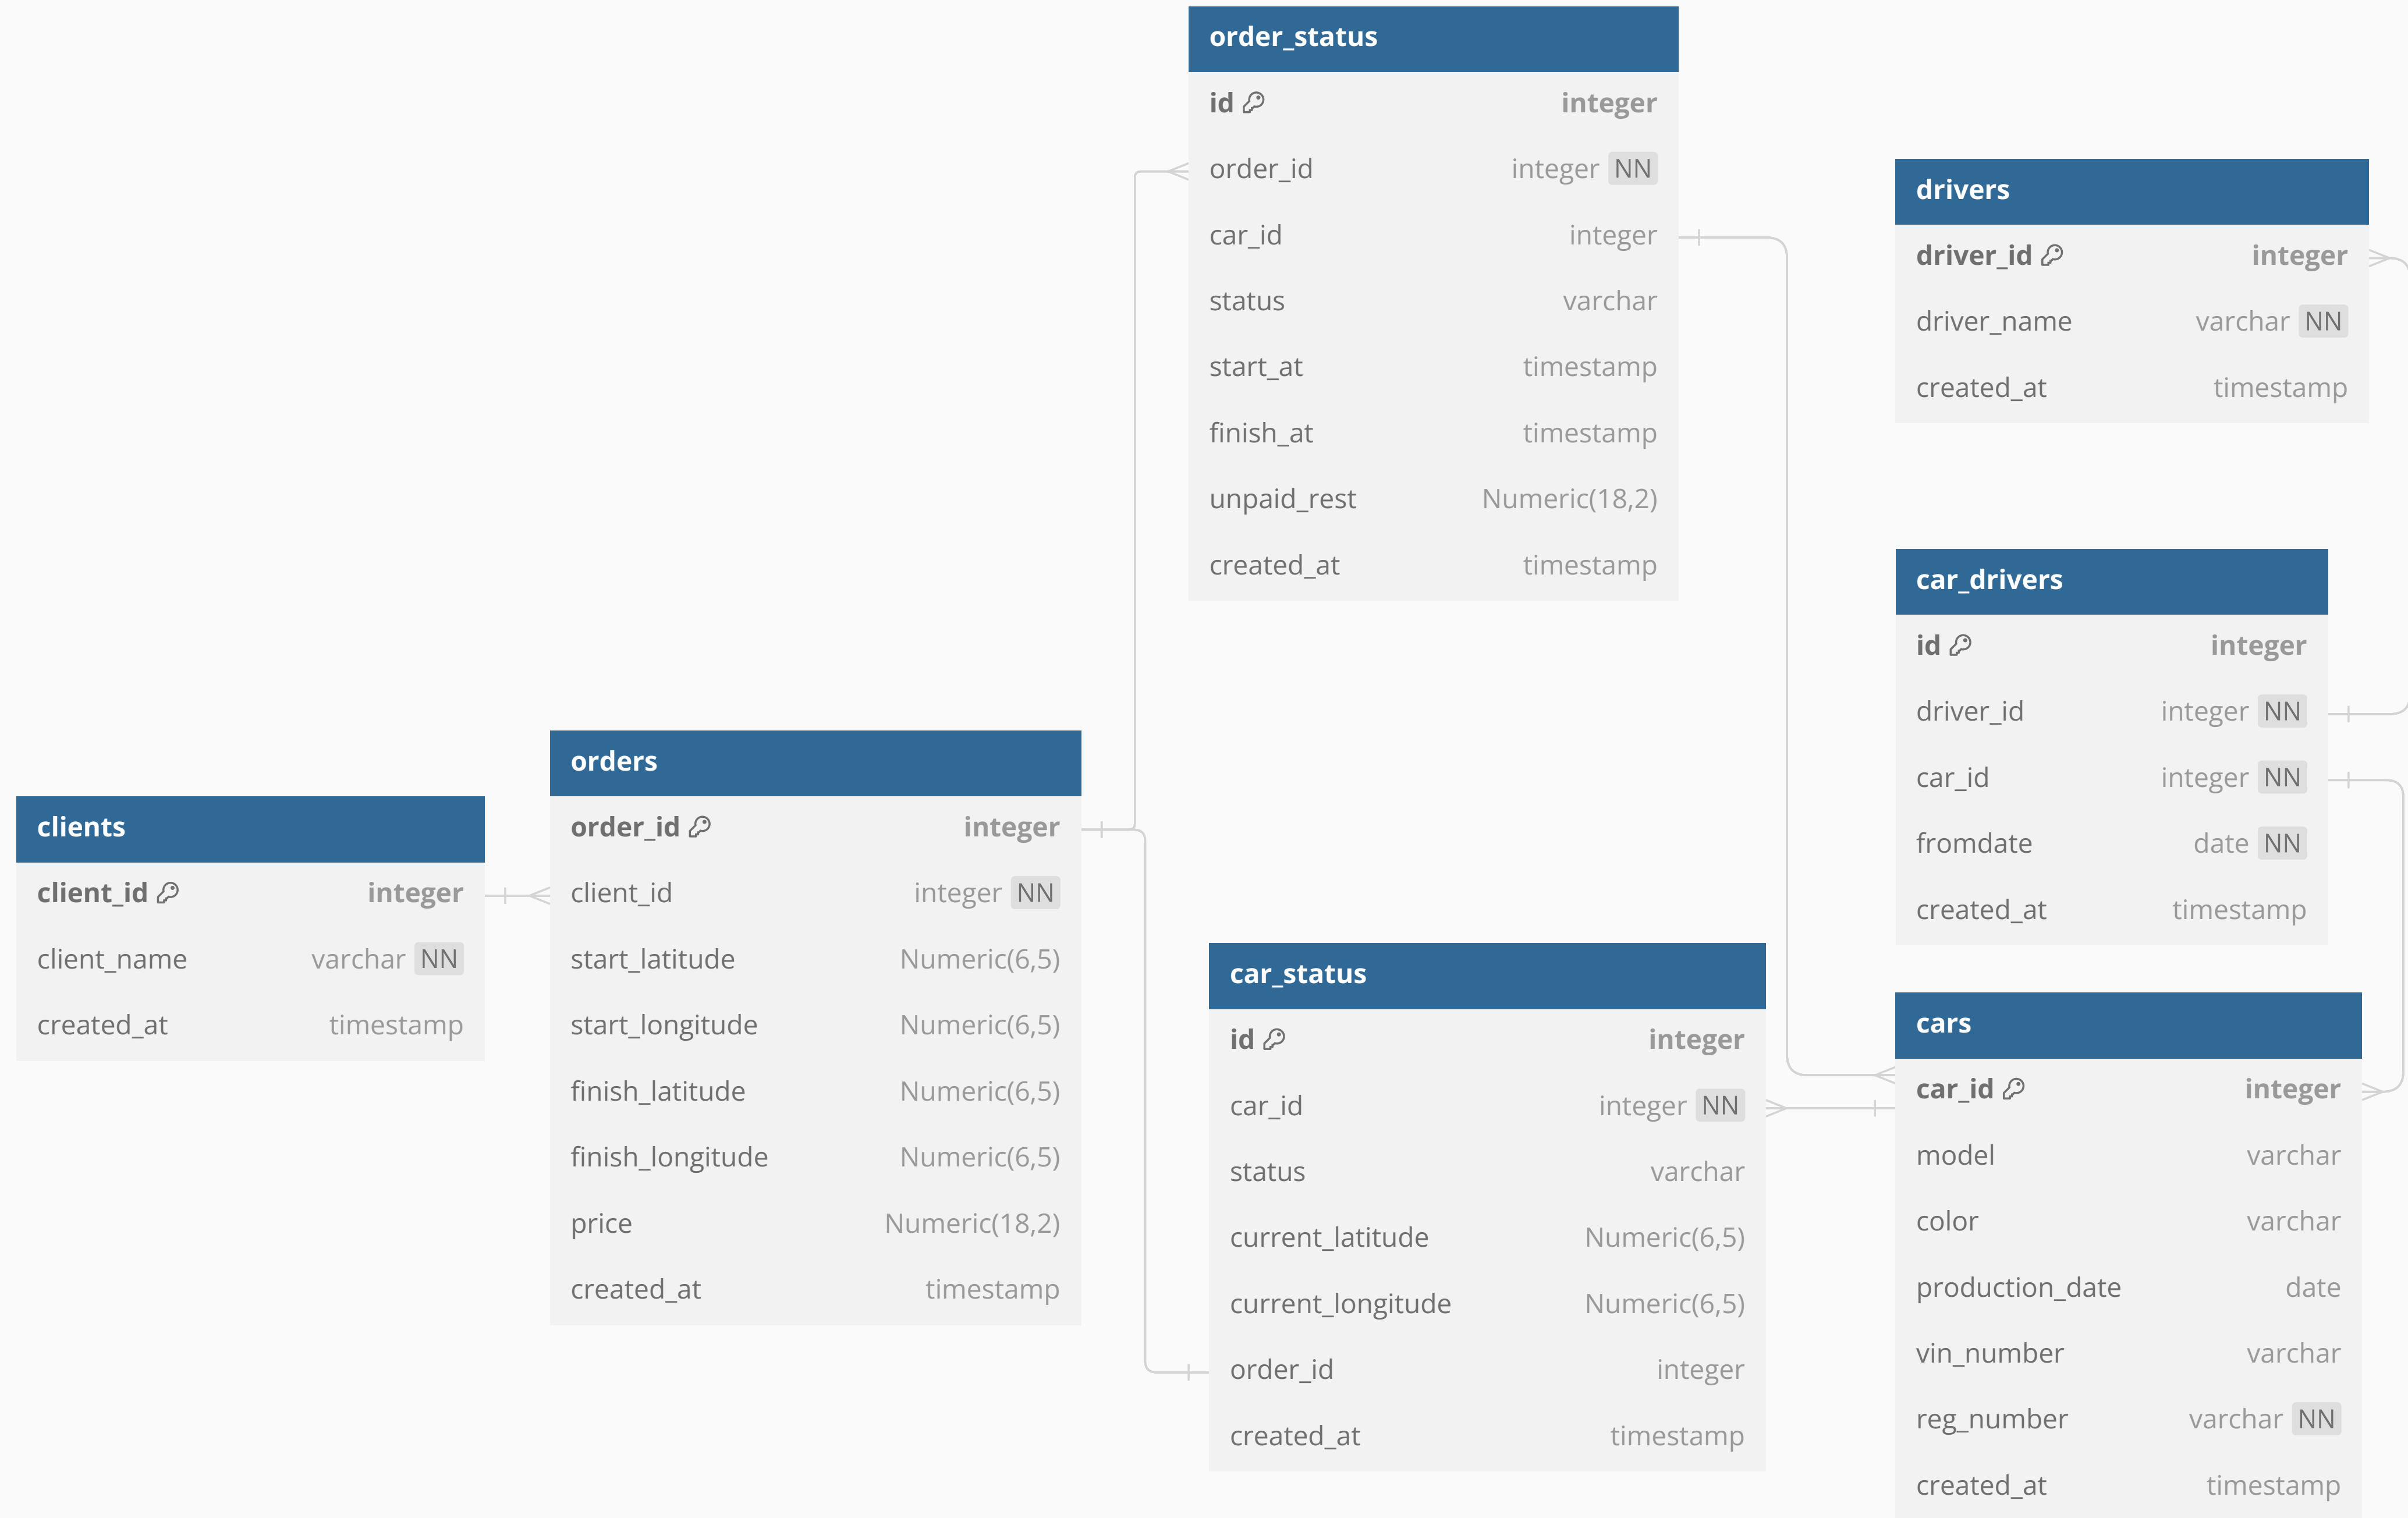 order_status
id integer
order_id integer NN
car_id integer
status varchar
start_at timestamp
finish_at timestamp
unpaid_rest Numeric(18,2)
created_at timestamp
drivers
driver_id integer
driver_name varchar NN
created_at timestamp
car_drivers
id integer
driver_id integer NN
car_id integer NN
fromdate date NN
created_at timestamp
orders
order_id integer
client_id integer NN
start_latitude Numeric(6,5)
start_longitude Numeric(6,5)
finish_latitude Numeric(6,5)
finish_longitude Numeric(6,5)
price Numeric(18,2)
created_at timestamp
clients
client_id integer
client_name varchar NN
created_at timestamp
car_status
id integer
car_id integer NN
status varchar
current_latitude Numeric(6,5)
current_longitude Numeric(6,5)
order_id integer
created_at timestamp
cars
car_id integer
model varchar
color varchar
production_date date
vin_number varchar
reg_number varchar NN
created_at timestamp